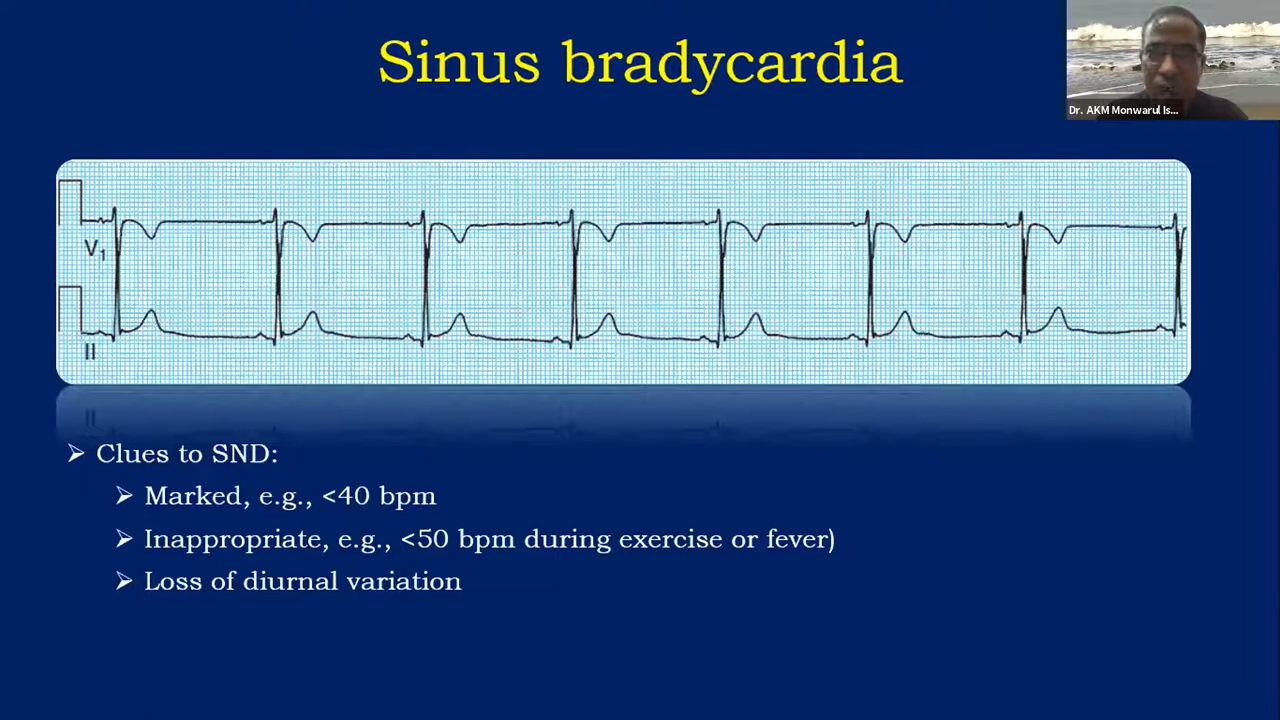 Sinus bradycardia
Dr. AKM Monwarul Is...
V1
II
II
Clues to SND:
Marked, e.g., <40 bpm
Inappropriate, e.g., <50 bpm during exercise or fever)
Loss of diurnal variation